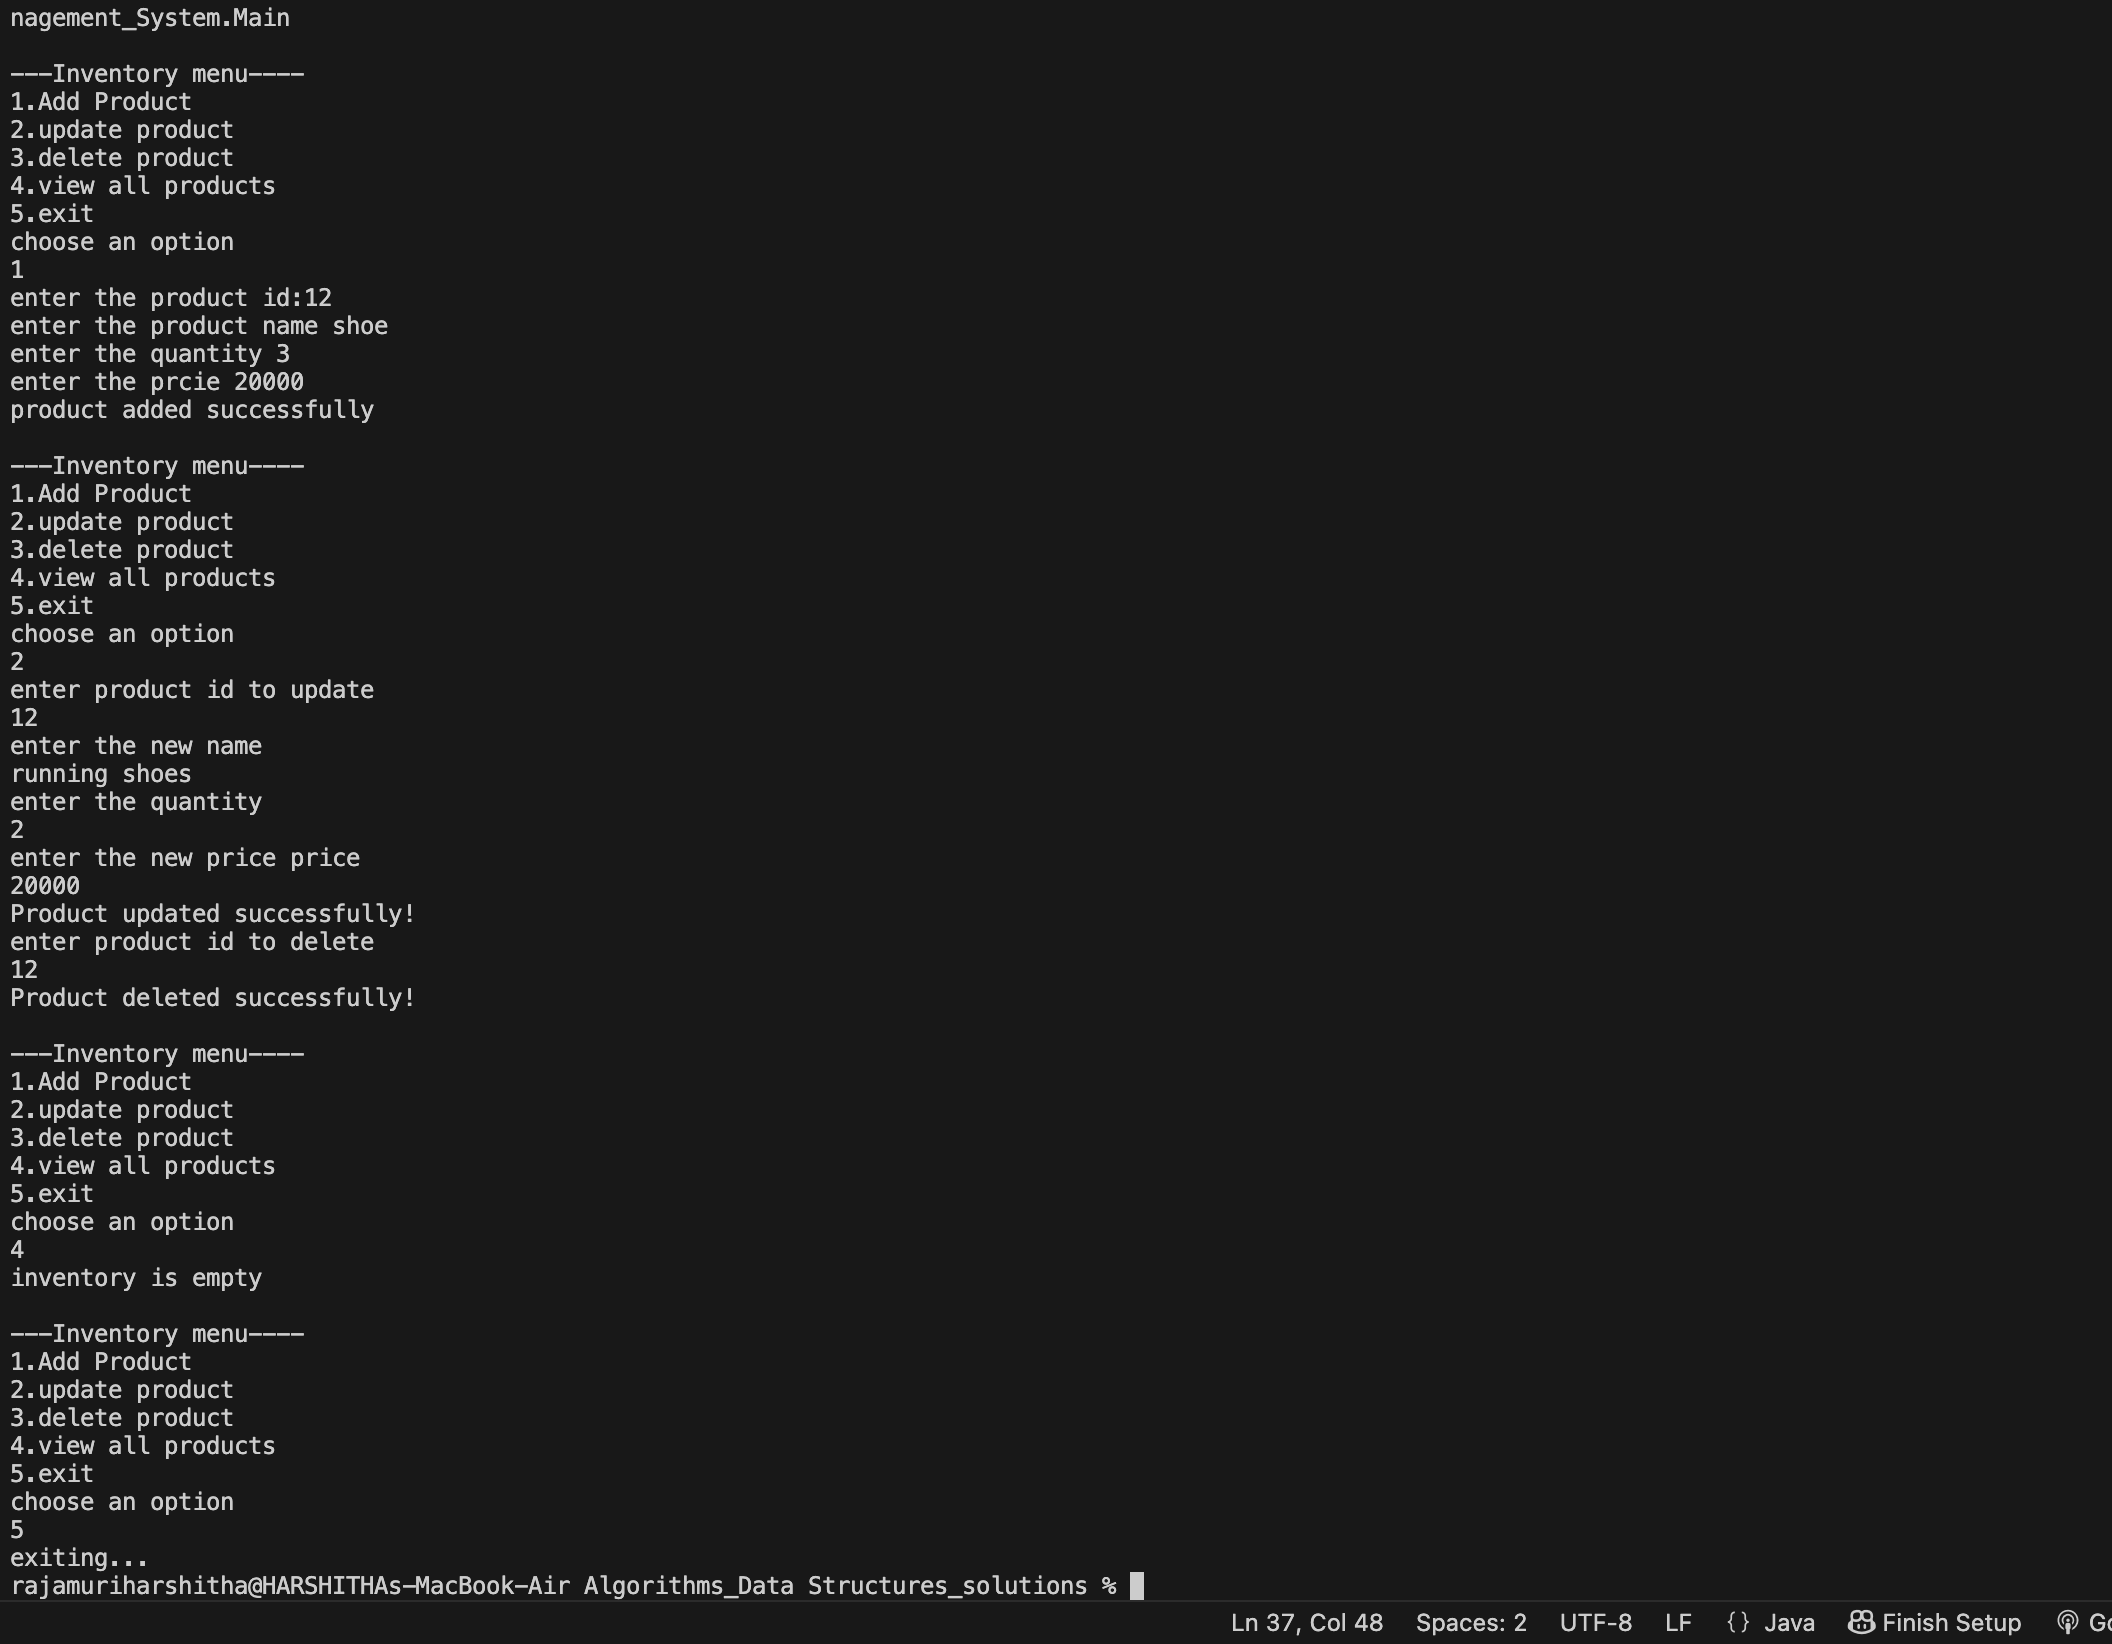 nagement_System.Main
---Inventory menu----
1.Add Product
2.update product
3.delete product
4.view all products
5.exit
choose an option
1
enter the product id:12
enter the product name shoe
enter the quantity 3
enter the prcie 20000
product added successfully
---Inventory menu----
1.Add Product
2.update product
3.delete product
4.view all products
5.exit
choose an option
2
enter product id to update
12
enter the new name
running shoes
enter the quantity
2
enter the new price price
20000
Product updated successfully!
enter product id to delete
12
Product deleted successfully!
---Inventory menu----
1.Add Product
2.update product
3.delete product
4.view all products
5.exit
choose an option
4
inventory is empty
---Inventory menu----
1.Add Product
2.update product
3.delete product
4.view all products
5.exit
choose an option
5
exiting...
rajamuriharshitha@HARSHITHAs-MacBook-Air Algorithms_Data Structures_solutions %
Ln 37, Col 48 Spaces: 2 UTF-8 LF {} Java Finish Setup